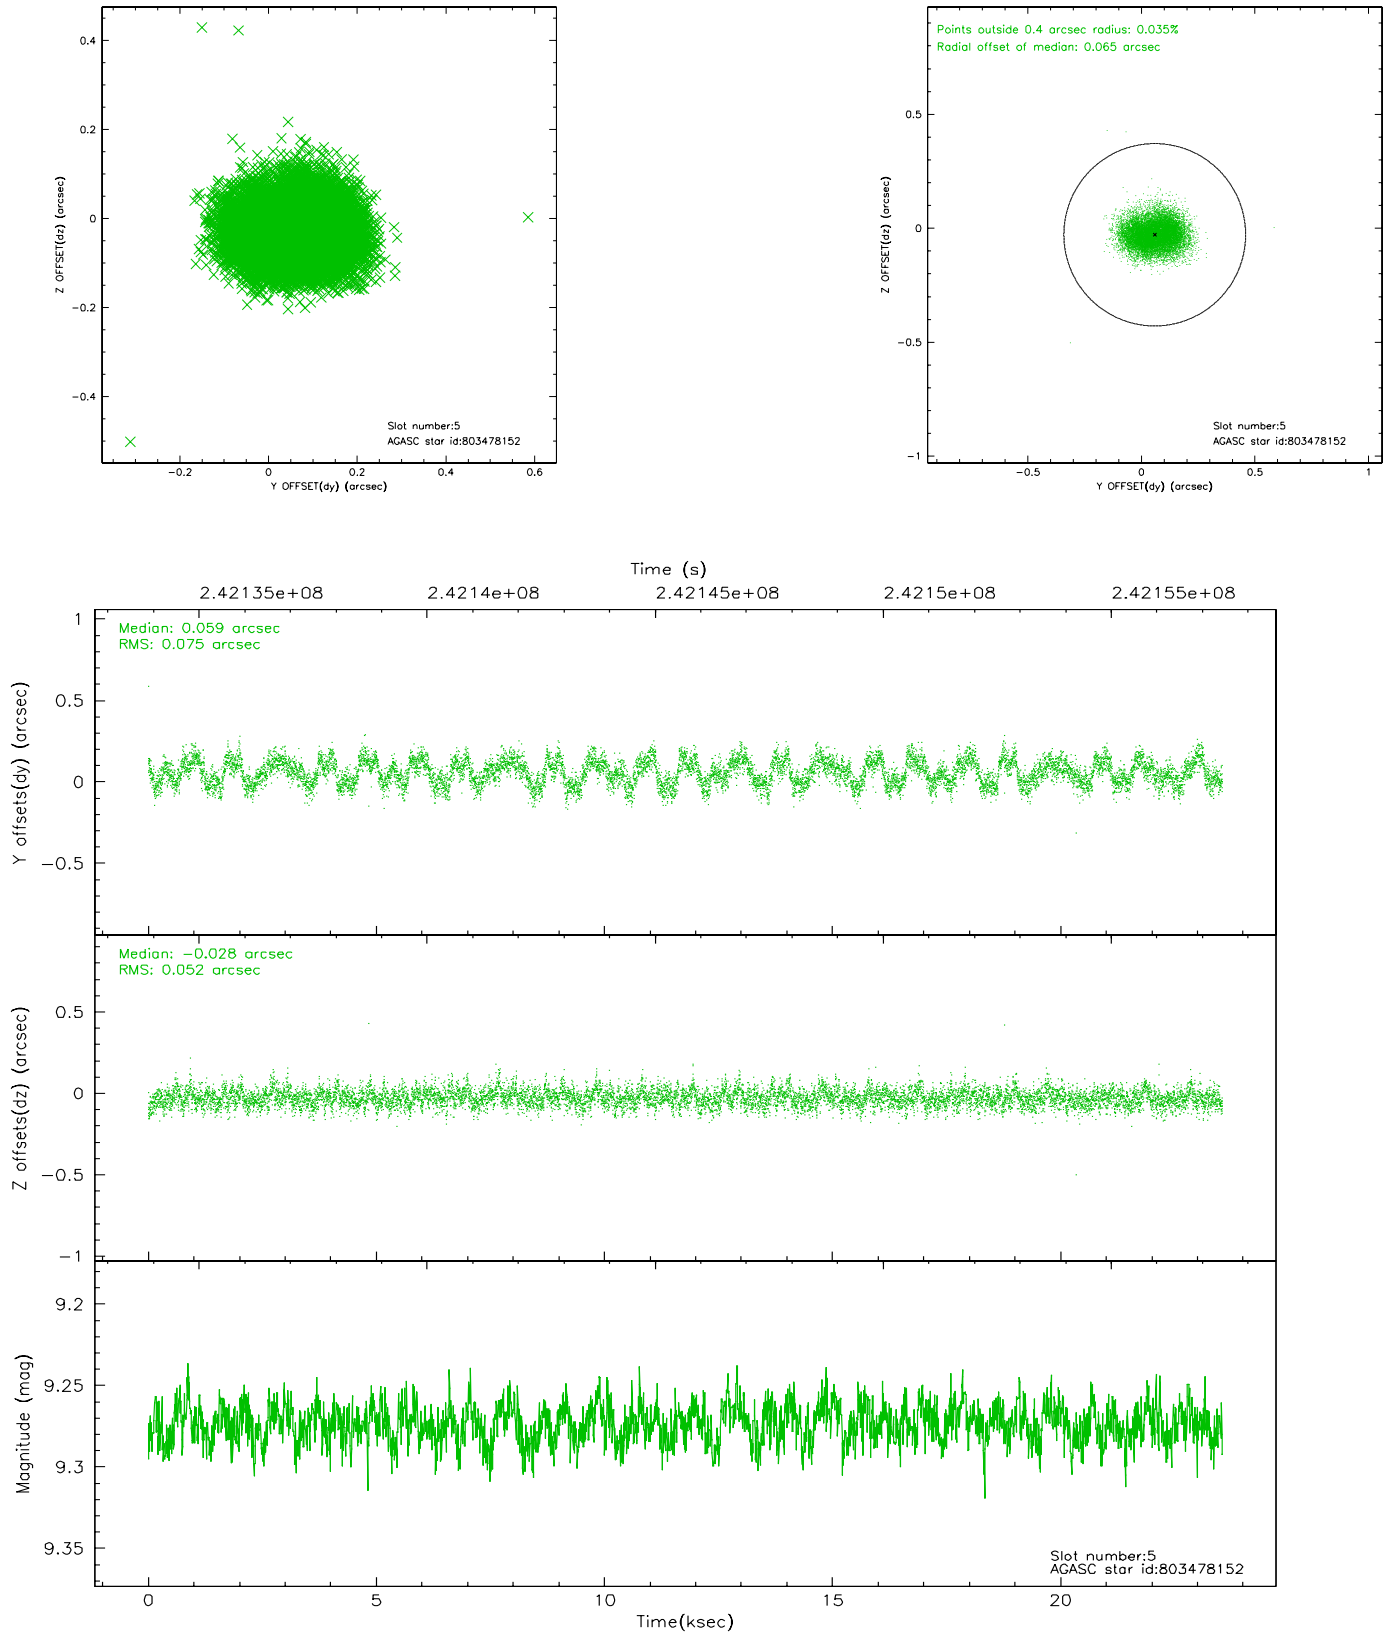 0.4
0.2
0
−0.2
−0.4
Z OFFSET(dz) (arcsec)
Slot number:5
AGASC star id:803478152
−0.2 0 0.2 0.4 0.6
Y OFFSET(dy) (arcsec)
Points outside 0.4 arcsec radius: 0.035%
Radial offset of median: 0.065 arcsec
0.5
0
−0.5
−1
Z OFFSET(dz) (arcsec)
Slot number:5
AGASC star id:803478152
−0.5 0 0.5 1
Y OFFSET(dy) (arcsec)
Time (s)
2.42135e+08 2.4214e+08 2.42145e+08 2.4215e+08 2.42155e+08
Median: 0.059 arcsec
RMS: 0.075 arcsec
1
0.5
0
−0.5
Y offsets(dy) (arcsec)
Median: −0.028 arcsec
RMS: 0.052 arcsec
0.5
0
−0.5
−1
Z offsets(dz) (arcsec)
9.2
9.25
9.3
9.35
Magnitude (mag)
Slot number:5
AGASC star id:803478152
0 5 10 15 20
Time(ksec)